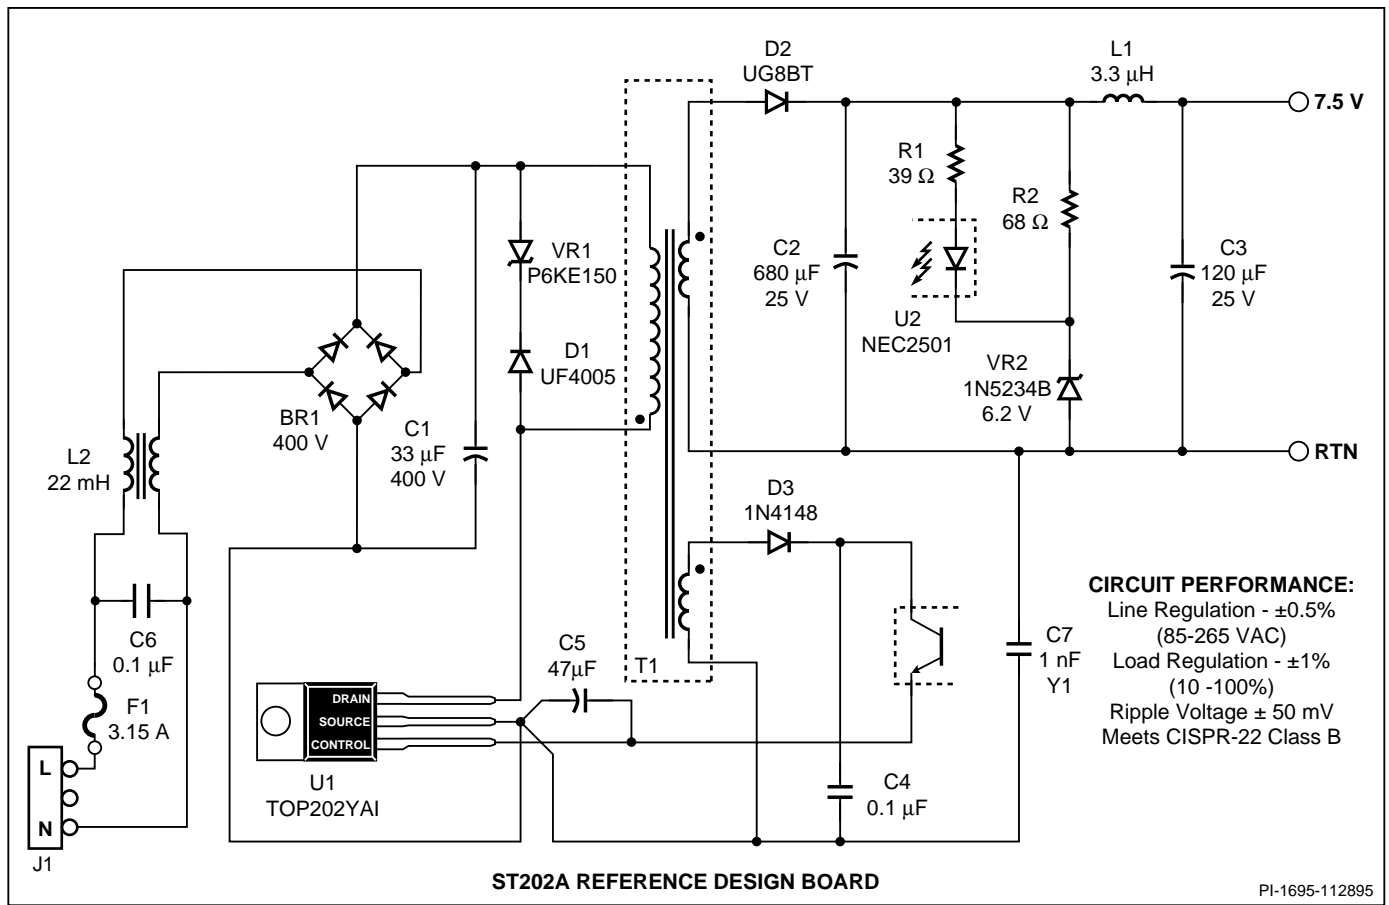 D2
UG8BT
L1
3.3 μH
7.5 V
R1
39 Ω
R2
68 Ω
VR1
P6KE150
C2
680 μF
25 V
C3
120 μF
25 V
U2
NEC2501
D1
UF4005
VR2
1N5234B
6.2 V
BR1
400 V
C1
33 μF
400 V
L2
22 mH
RTN
D3
1N4148
CIRCUIT PERFORMANCE:
Line Regulation - ±0.5%
(85-265 VAC)
Load Regulation - ±1%
(10 -100%)
Ripple Voltage ± 50 mV
Meets CISPR-22 Class B
C6
0.1 μF
C5
47μF
T1
C7
1 nF
Y1
F1
3.15 A
DRAIN
SOURCE
CONTROL
L
N
J1
U1
TOP202YAI
C4
0.1 μF
ST202A REFERENCE DESIGN BOARD
PI-1695-112895